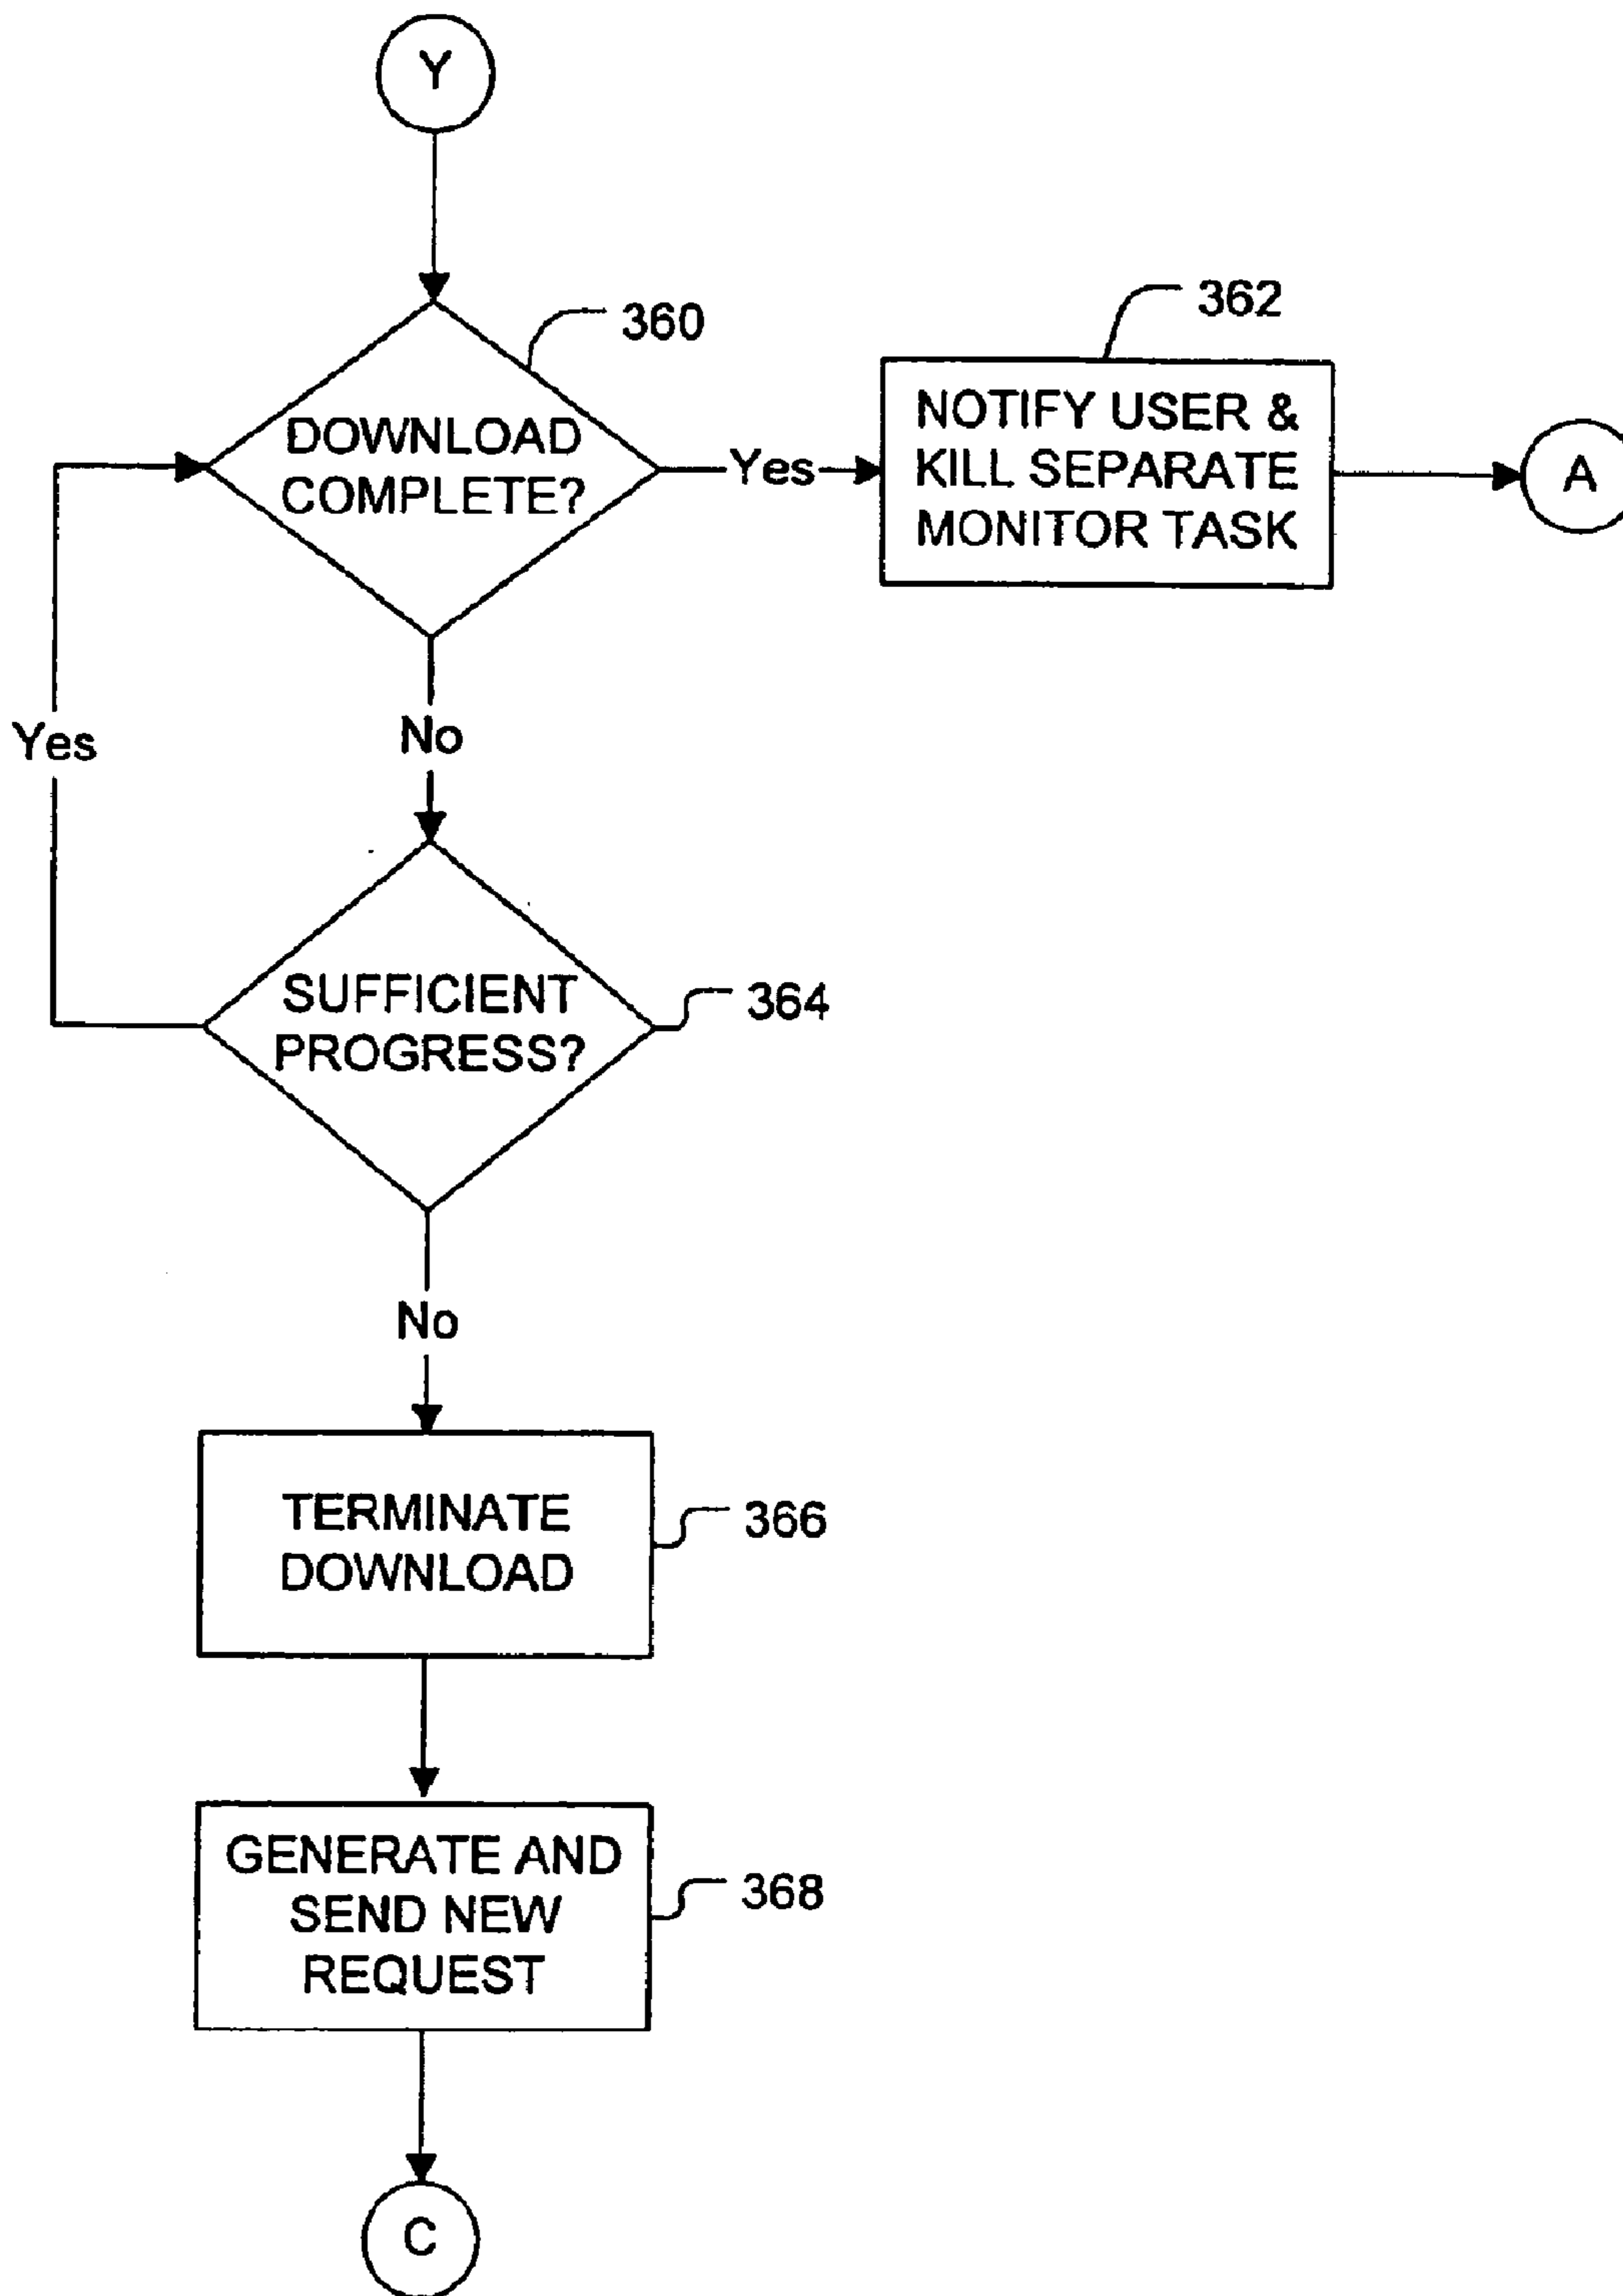 Y
360
DOWNLOAD
COMPLETE?
Yes
362
NOTIFY USER &
KILL SEPARATE
MONITOR TASK
A
Yes
No
SUFFICIENT
PROGRESS?
364
No
TERMINATE
DOWNLOAD
366
GENERATE AND
SEND NEW
REQUEST
368
C